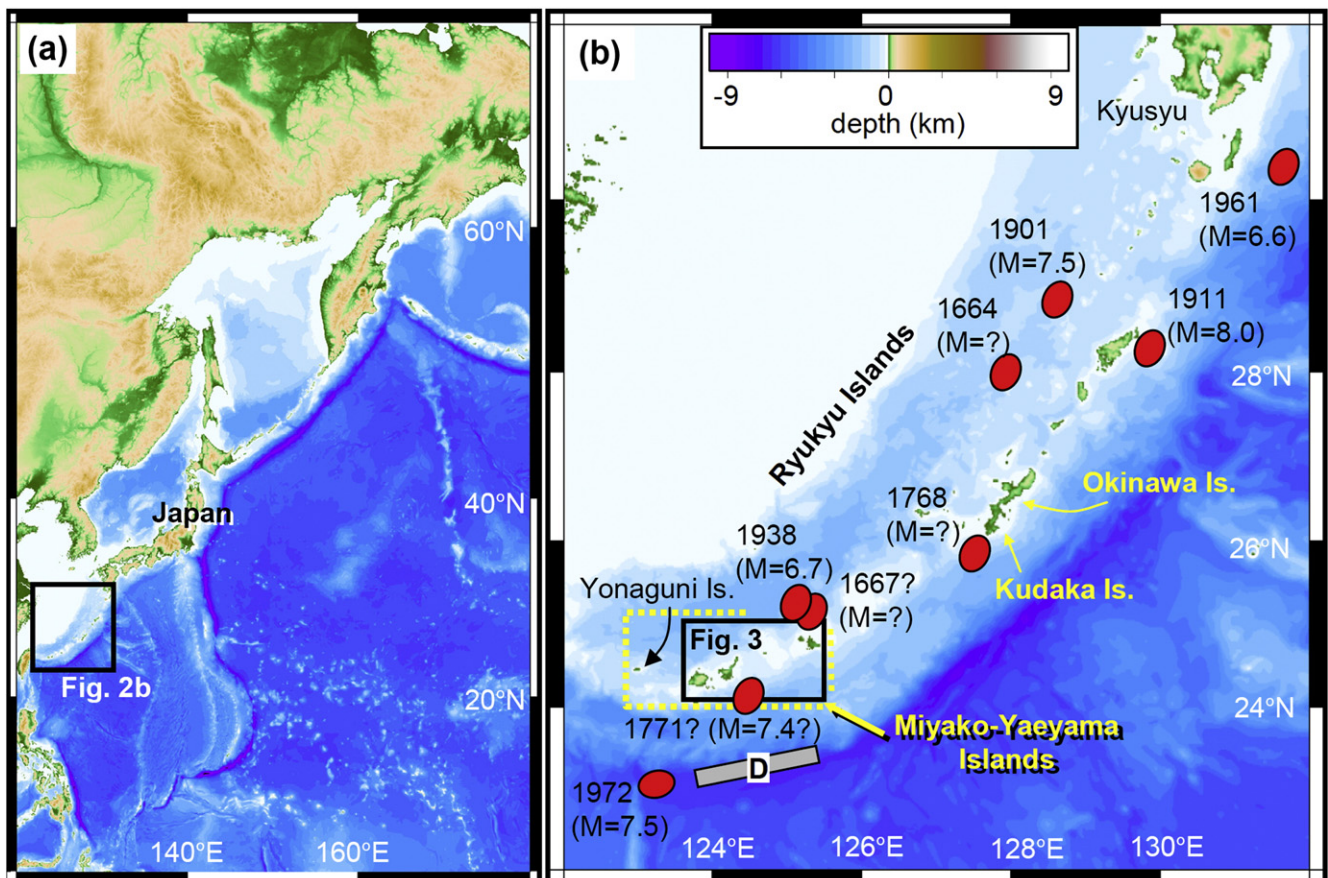 (a)
60°N
40°N
Japan
Fig. 2b
20°N
140°E 160°E
(b)
-9 0 9
depth (km)
Kyusyu
1961
(M=6.6)
1901
(M=7.5)
1664
(M=?)
1911
(M=8.0)
28°N
Ryukyu Islands
Okinawa Is.
1768
(M=?)
26°N
Kudaka Is.
1938
(M=6.7)
1667?
(M=?)
Yonaguni Is.
Fig. 3
24°N
1771? (M=7.4?)
Miyako-Yaeyama
Islands
D
1972
(M=7.5)
124°E 126°E 128°E 130°E